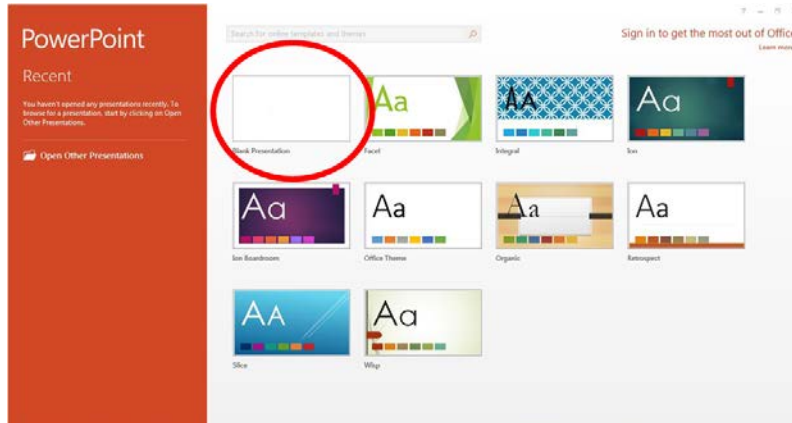 PowerPoint
Recent
You haven't opened any presentations recently. To
browse for a presentation, start by clicking on Open
Other Presentations.
Open Other Presentations
Search for online templates and themes
Sign in to get the most out of Office
Learn more
Blank Presentation
Aa
Facet
AA
Integral
Aa
Ion
Aa
Ion Boardroom
Aa
Office Theme
Aa
Organic
Aa
Retrospect
AA
Slice
Aa
Wisp